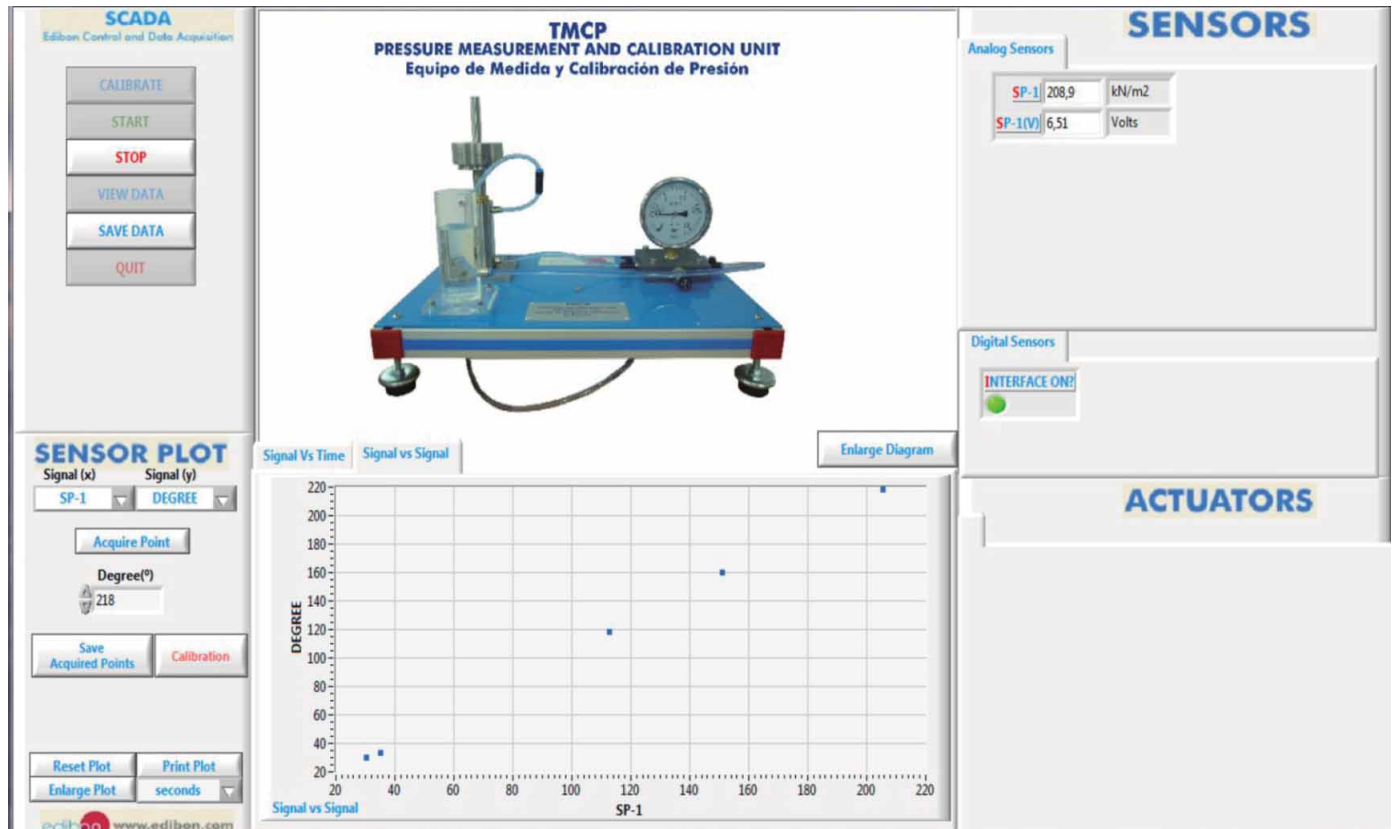 SCADA
Edibon Control and Data Acquisition
CALIBRATE
START
STOP
VIEW DATA
SAVE DATA
QUIT
TMCP
PRESSURE MEASUREMENT AND CALIBRATION UNIT
Equipo de Medida y Calibración de Presión
SENSORS
Analog Sensors
SP-1 208,9 kN/m2
SP-1(V) 6,51 Volts
Digital Sensors
INTERFACE ON?
ACTUATORS
SENSOR PLOT
Signal (x) Signal (y)
SP-1 DEGREE
Acquire Point
Degree(º)
218
Save
Acquired Points
Calibration
Reset Plot Print Plot
Enlarge Plot seconds
edibon www.edibon.com
Signal Vs Time Signal vs Signal
Enlarge Diagram
220
200
180
160
140
120
100
80
60
40
20
DEGREE
20 40 60 80 100 120 140 160 180 200 220
SP-1
Signal vs Signal